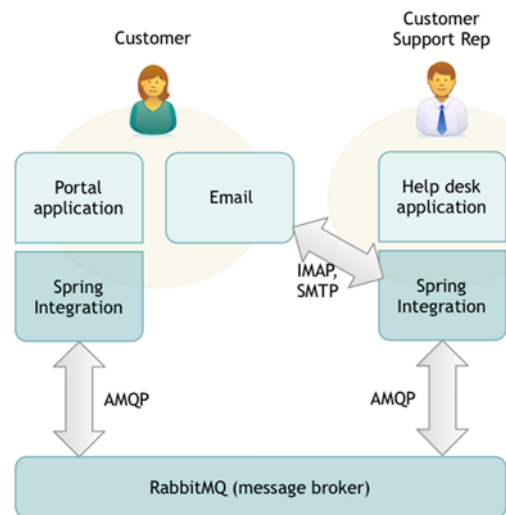 Customer
Customer
Support Rep
Portal
application
Email
Help desk
application
Spring
Integration
IMAP,
SMTP
Spring
Integration
AMQP
AMQP
RabbitMQ (message broker)